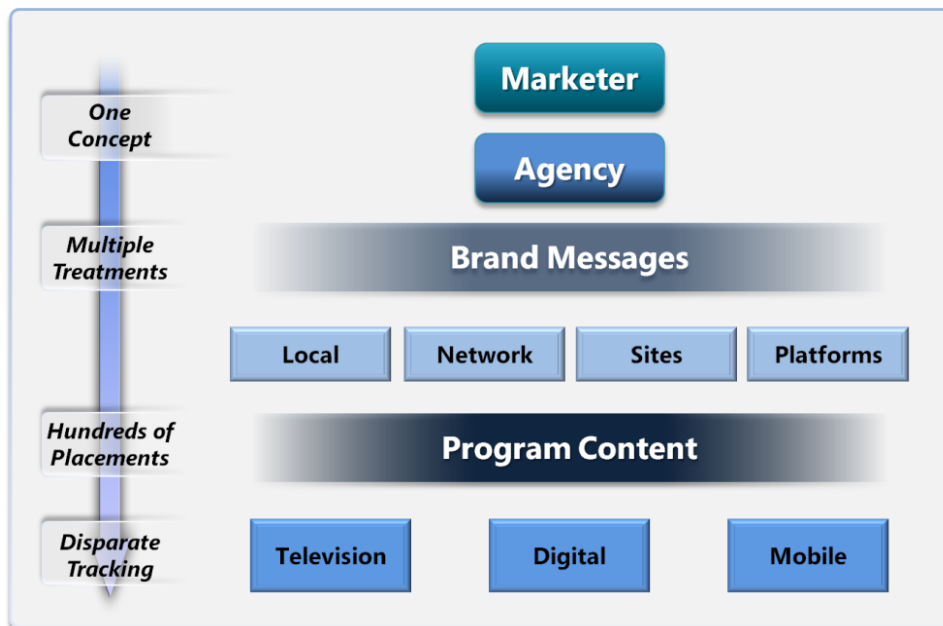 Marketer
One
Concept
Agency
Multiple
Treatments
Brand Messages
Local
Network
Sites
Platforms
Hundreds of
Placements
Program Content
Disparate
Tracking
Television
Digital
Mobile